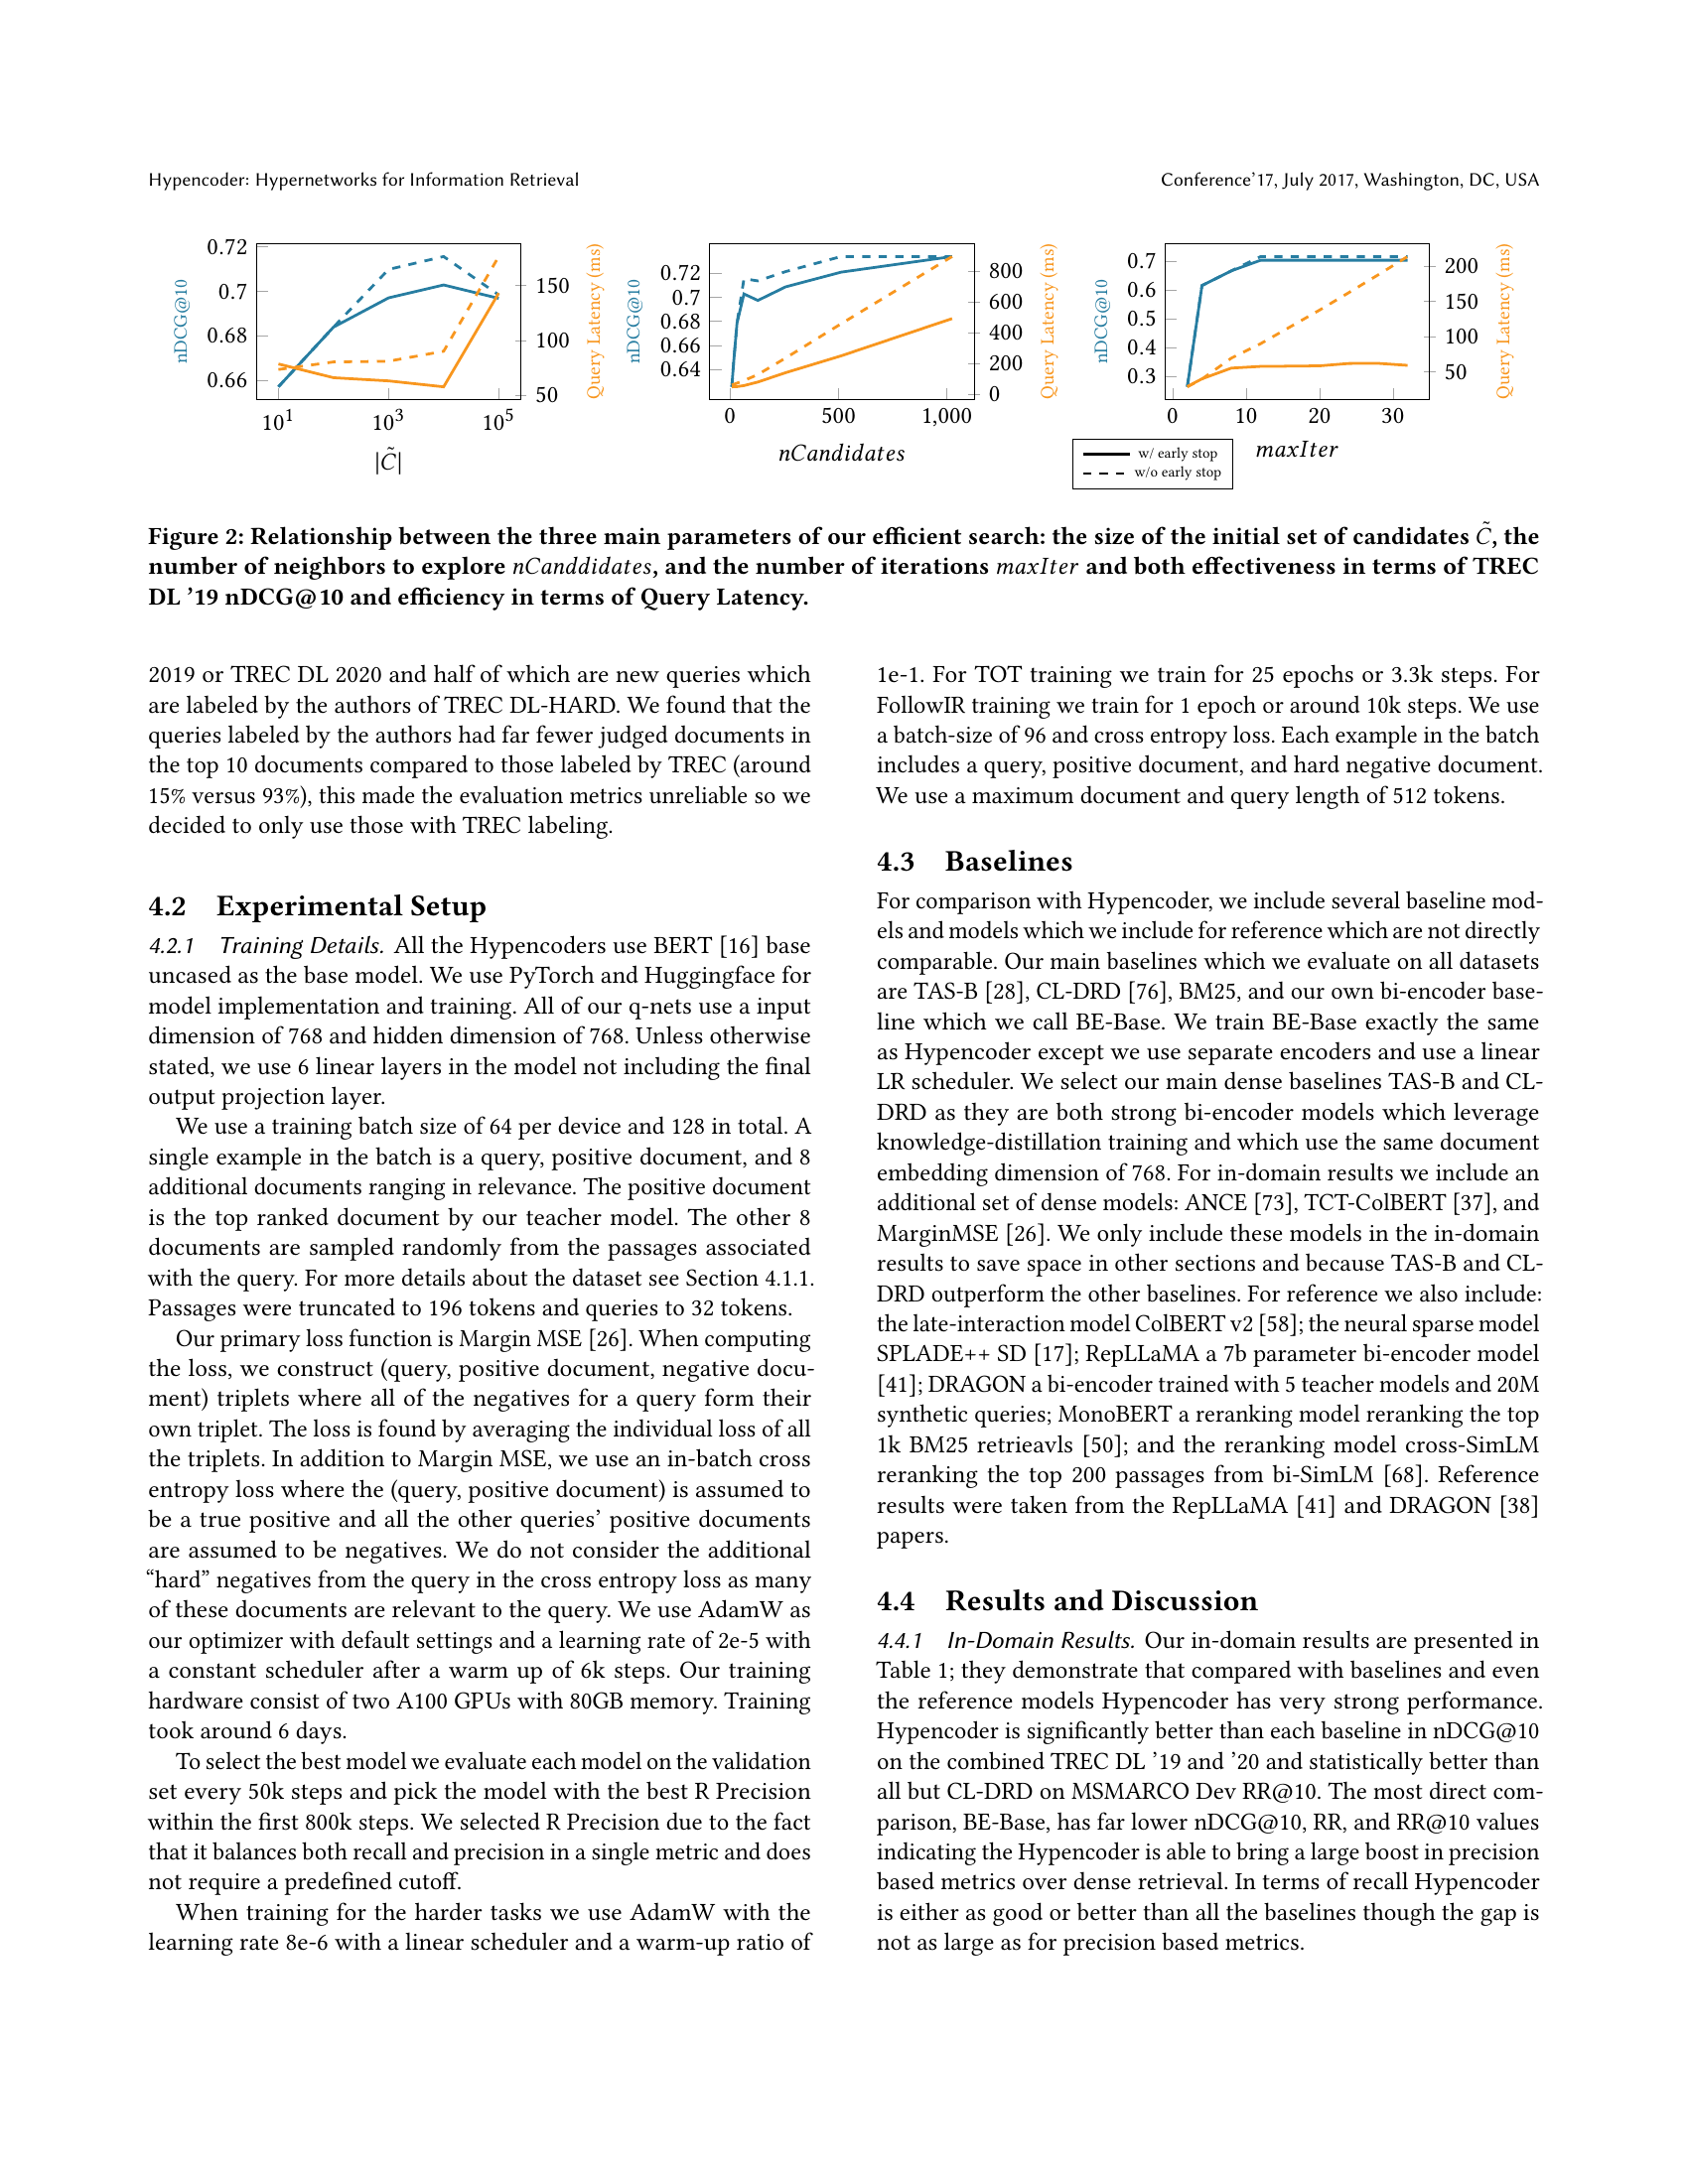 Hypencoder: Hypernetworks for Information Retrieval
Conference'17, July 2017, Washington, DC, USA
0.72
0.7
0.68
0.66
nDCG@10
150
100
50
Query Latency (ms)
10¹
10³
10⁵
|C̃|
0.72
0.7
0.68
0.66
0.64
nDCG@10
800
600
400
200
0
Query Latency (ms)
0
500
1,000
nCandidates
0.7
0.6
0.5
0.4
0.3
nDCG@10
200
150
100
50
Query Latency (ms)
0
10
20
30
maxIter
w/ early stop
w/o early stop
Figure 2: Relationship between the three main parameters of our efficient search: the size of the initial set of candidates C̃, the
number of neighbors to explore nCanddidates, and the number of iterations maxIter and both effectiveness in terms of TREC
DL '19 nDCG@10 and efficiency in terms of Query Latency.
2019 or TREC DL 2020 and half of which are new queries which
are labeled by the authors of TREC DL-HARD. We found that the
queries labeled by the authors had far fewer judged documents in
the top 10 documents compared to those labeled by TREC (around
15% versus 93%), this made the evaluation metrics unreliable so we
decided to only use those with TREC labeling.
4.2 Experimental Setup
4.2.1 Training Details. All the Hypencoders use BERT [16] base
uncased as the base model. We use PyTorch and Huggingface for
model implementation and training. All of our q-nets use a input
dimension of 768 and hidden dimension of 768. Unless otherwise
stated, we use 6 linear layers in the model not including the final
output projection layer.
We use a training batch size of 64 per device and 128 in total. A
single example in the batch is a query, positive document, and 8
additional documents ranging in relevance. The positive document
is the top ranked document by our teacher model. The other 8
documents are sampled randomly from the passages associated
with the query. For more details about the dataset see Section 4.1.1.
Passages were truncated to 196 tokens and queries to 32 tokens.
Our primary loss function is Margin MSE [26]. When computing
the loss, we construct (query, positive document, negative docu-
ment) triplets where all of the negatives for a query form their
own triplet. The loss is found by averaging the individual loss of all
the triplets. In addition to Margin MSE, we use an in-batch cross
entropy loss where the (query, positive document) is assumed to
be a true positive and all the other queries' positive documents
are assumed to be negatives. We do not consider the additional
“hard” negatives from the query in the cross entropy loss as many
of these documents are relevant to the query. We use AdamW as
our optimizer with default settings and a learning rate of 2e-5 with
a constant scheduler after a warm up of 6k steps. Our training
hardware consist of two A100 GPUs with 80GB memory. Training
took around 6 days.
To select the best model we evaluate each model on the validation
set every 50k steps and pick the model with the best R Precision
within the first 800k steps. We selected R Precision due to the fact
that it balances both recall and precision in a single metric and does
not require a predefined cutoff.
When training for the harder tasks we use AdamW with the
learning rate 8e-6 with a linear scheduler and a warm-up ratio of
1e-1. For TOT training we train for 25 epochs or 3.3k steps. For
FollowIR training we train for 1 epoch or around 10k steps. We use
a batch-size of 96 and cross entropy loss. Each example in the batch
includes a query, positive document, and hard negative document.
We use a maximum document and query length of 512 tokens.
4.3 Baselines
For comparison with Hypencoder, we include several baseline mod-
els and models which we include for reference which are not directly
comparable. Our main baselines which we evaluate on all datasets
are TAS-B [28], CL-DRD [76], BM25, and our own bi-encoder base-
line which we call BE-Base. We train BE-Base exactly the same
as Hypencoder except we use separate encoders and use a linear
LR scheduler. We select our main dense baselines TAS-B and CL-
DRD as they are both strong bi-encoder models which leverage
knowledge-distillation training and which use the same document
embedding dimension of 768. For in-domain results we include an
additional set of dense models: ANCE [73], TCT-ColBERT [37], and
MarginMSE [26]. We only include these models in the in-domain
results to save space in other sections and because TAS-B and CL-
DRD outperform the other baselines. For reference we also include:
the late-interaction model ColBERT v2 [58]; the neural sparse model
SPLADE++ SD [17]; RepLLaMA a 7b parameter bi-encoder model
[41]; DRAGON a bi-encoder trained with 5 teacher models and 20M
synthetic queries; MonoBERT a reranking model reranking the top
1k BM25 retrieavls [50]; and the reranking model cross-SimLM
reranking the top 200 passages from bi-SimLM [68]. Reference
results were taken from the RepLLaMA [41] and DRAGON [38]
papers.
4.4 Results and Discussion
4.4.1 In-Domain Results. Our in-domain results are presented in
Table 1; they demonstrate that compared with baselines and even
the reference models Hypencoder has very strong performance.
Hypencoder is significantly better than each baseline in nDCG@10
on the combined TREC DL '19 and '20 and statistically better than
all but CL-DRD on MSMARCO Dev RR@10. The most direct com-
parison, BE-Base, has far lower nDCG@10, RR, and RR@10 values
indicating the Hypencoder is able to bring a large boost in precision
based metrics over dense retrieval. In terms of recall Hypencoder
is either as good or better than all the baselines though the gap is
not as large as for precision based metrics.